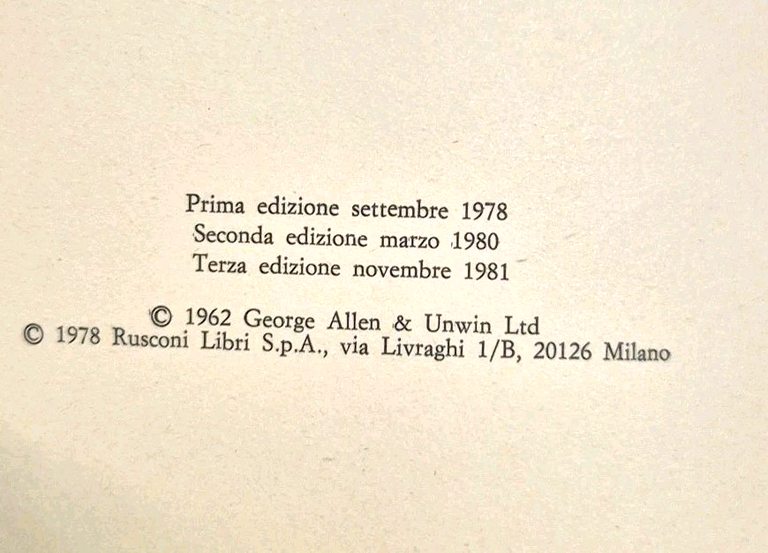 Prima edizione settembre 1978
Seconda edizione marzo 1980
Terza edizione novembre 1981
© 1962 George Allen & Unwin Ltd
© 1978 Rusconi Libri S.p.A., via Livraghi 1/B, 20126 Milano